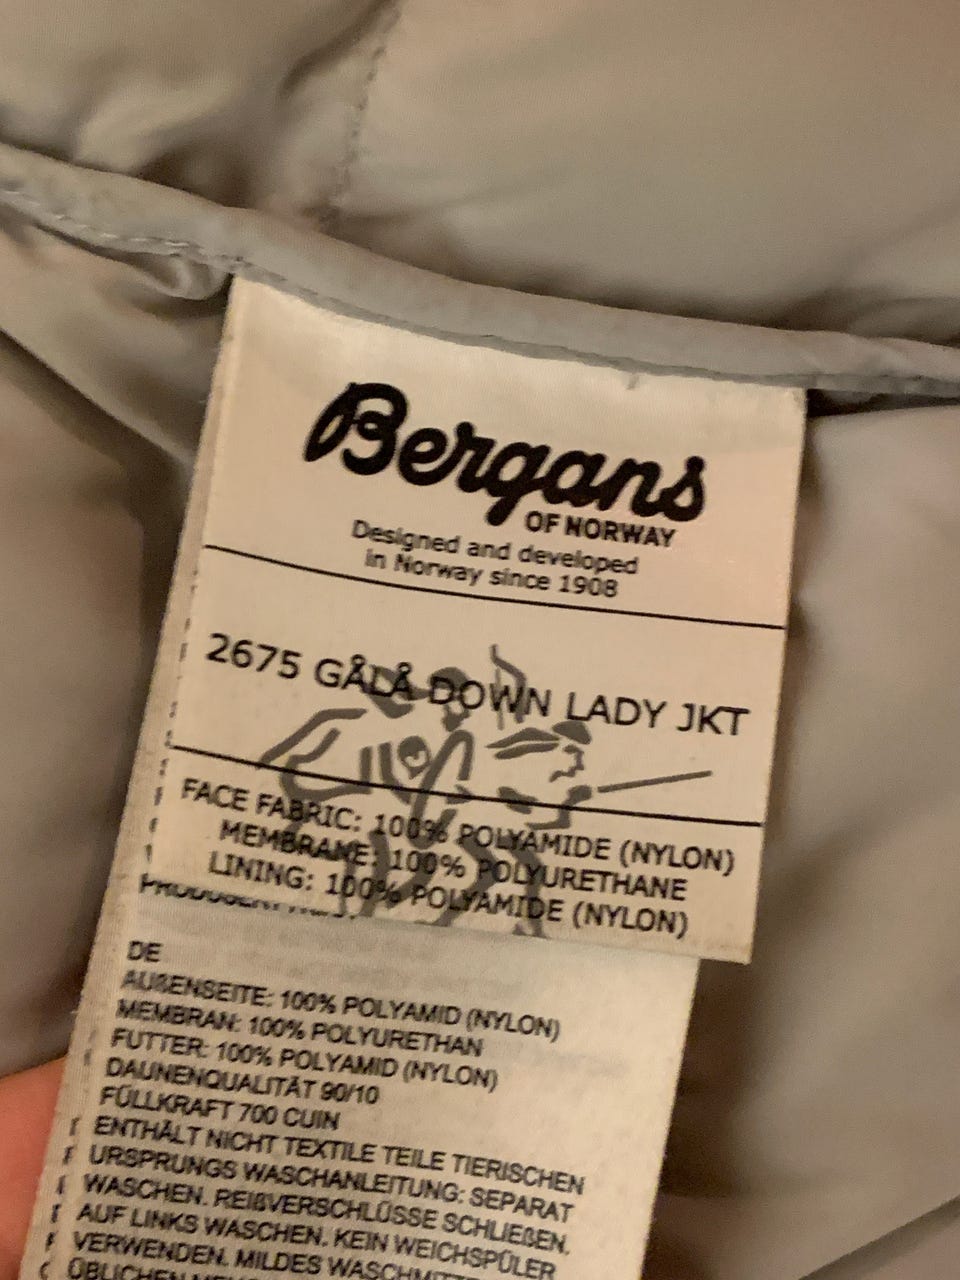 Bergans
OF NORWAY
Designed and developed
in Norway since 1908
2675 GÅLÅ DOWN LADY JKT
FACE FABRIC: 100% POLYAMIDE (NYLON)
MEMBRANE: 100% POLYURETHANE
LINING: 100% POLYAMIDE (NYLON)
DE
AUßENSEITE: 100% POLYAMID (NYLON)
MEMBRAN: 100% POLYURETHAN
FUTTER: 100% POLYAMID (NYLON)
DAUNENQUALITÄT 90/10
FÜLLKRAFT 700 CUIN
ENTHÄLT NICHT TEXTILE TEILE TIERISCHEN
URSPRUNGS WASCHANLEITUNG: SEPARAT
WASCHEN. REIßVERSCHLÜSSE SCHLIEßEN.
AUF LINKS WASCHEN. KEIN WEICHSPÜLER
VERWENDEN. MILDES
ÜBLICHEN